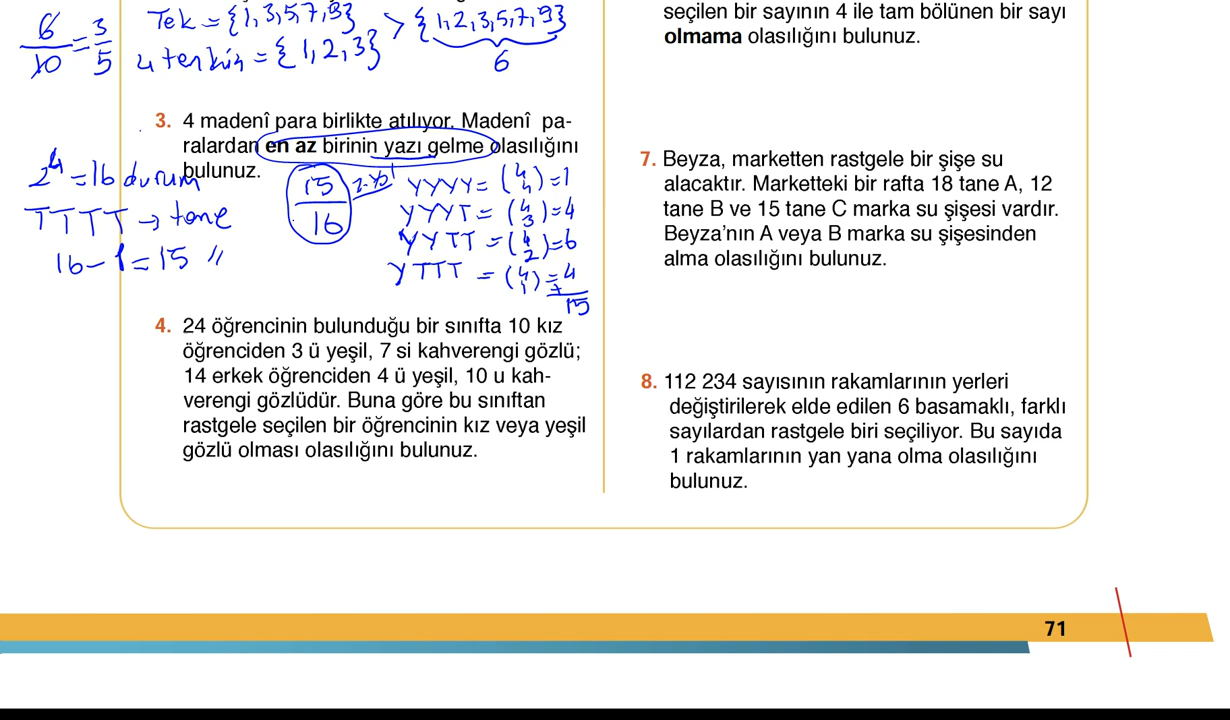 6/10 = 3/5
Tek = {1,3,5,7,9} > {1,2,3,5,7,9}
= {1,2,3}
6
3. 4 madenî para birlikte atılıyor. Madenî pa-
ralardan en az birinin yazı gelme olasılığını
bulunuz.
2^4 = 16 durum
TTTT → tane
16 - 1 = 15 //
15/16
2. yol
YYYY = (4 4) = 1
YYYT = (4 3) = 4
YYTT = (4 2) = 6
YTTT = (4 1) = 4
+
15
4. 24 öğrencinin bulunduğu bir sınıfta 10 kız
öğrenciden 3 ü yeşil, 7 si kahverengi gözlü;
14 erkek öğrenciden 4 ü yeşil, 10 u kah-
verengi gözlüdür. Buna göre bu sınıftan
rastgele seçilen bir öğrencinin kız veya yeşil
gözlü olması olasılığını bulunuz.
seçilen bir sayının 4 ile tam bölünen bir sayı
olmama olasılığını bulunuz.
7. Beyza, marketten rastgele bir şişe su
alacaktır. Marketteki bir rafta 18 tane A, 12
tane B ve 15 tane C marka su şişesi vardır.
Beyza’nın A veya B marka su şişesinden
alma olasılığını bulunuz.
8. 112 234 sayısının rakamlarının yerleri
değiştirilerek elde edilen 6 basamaklı, farklı
sayılardan rastgele biri seçiliyor. Bu sayıda
1 rakamlarının yan yana olma olasılığını
bulunuz.
71